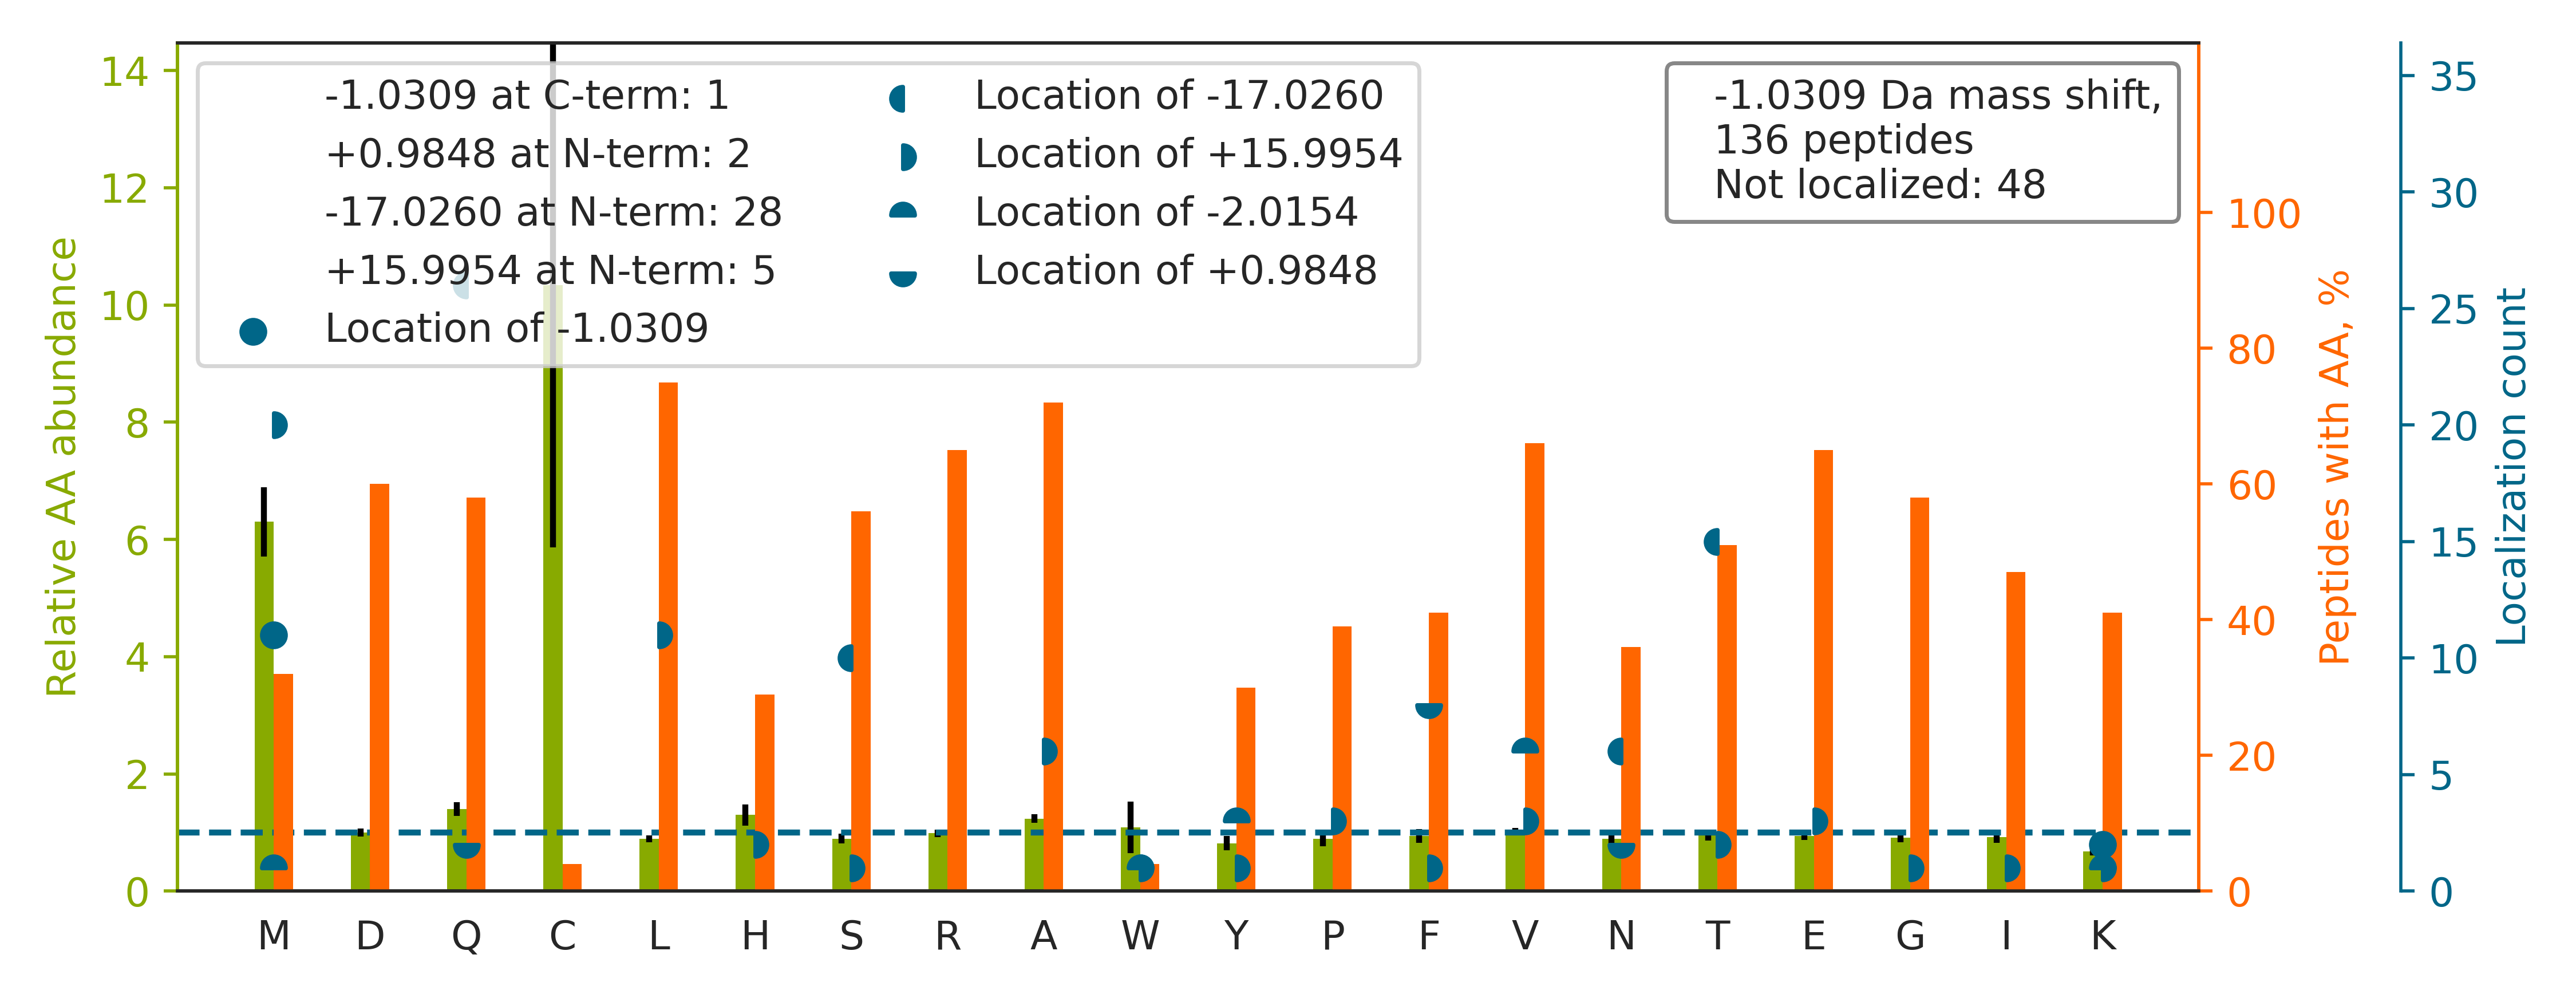 -1.0309 at C-term: 1
+0.9848 at N-term: 2
-17.0260 at N-term: 28
+15.9954 at N-term: 5
Location of -1.0309
Location of -17.0260
Location of +15.9954
Location of -2.0154
Location of +0.9848
-1.0309 Da mass shift,
136 peptides
Not localized: 48
Relative AA abundance
14
12
10
8
6
4
2
0
M D Q C L H S R A W Y P F V N T E G I K
100
80
60
40
20
0
Peptides with AA, %
35
30
25
20
15
10
5
0
Localization count